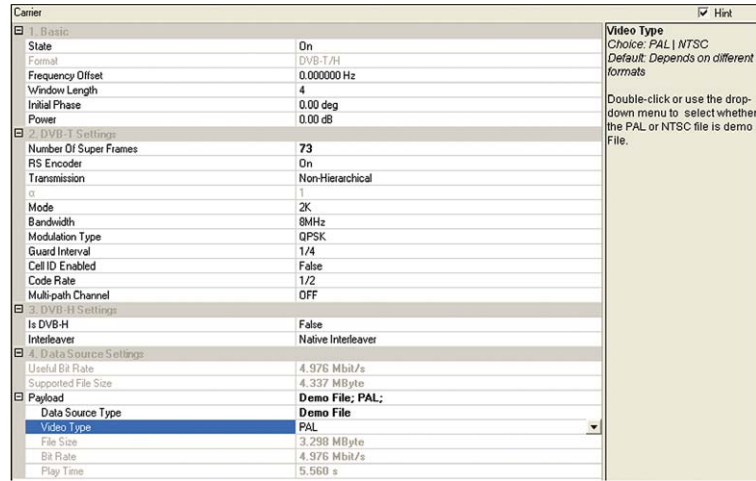 Carrier
Hint
1. Basic
State On
Format DVB-T/H
Frequency Offset 0.000000 Hz
Window Length 4
Initial Phase 0.00 deg
Power 0.00 dB
2. DVB-T Settings
Number Of Super Frames 73
RS Encoder On
Transmission Non-Hierarchical
α 1
Mode 2K
Bandwidth 8MHz
Modulation Type QPSK
Guard Interval 1/4
Cell ID Enabled False
Code Rate 1/2
Multi-path Channel OFF
3. DVB-H Settings
Is DVB-H False
Interleaver Native Interleaver
4. Data Source Settings
Useful Bit Rate 4.976 Mbit/s
Supported File Size 4.337 MByte
Payload Demo File; PAL;
Data Source Type Demo File
Video Type PAL
File Size 3.298 MByte
Bit Rate 4.976 Mbit/s
Play Time 5.560 s
Video Type
Choice: PAL | NTSC
Default: Depends on different
formats
Double-click or use the drop-
down menu to select whether
the PAL or NTSC file is demo
File.